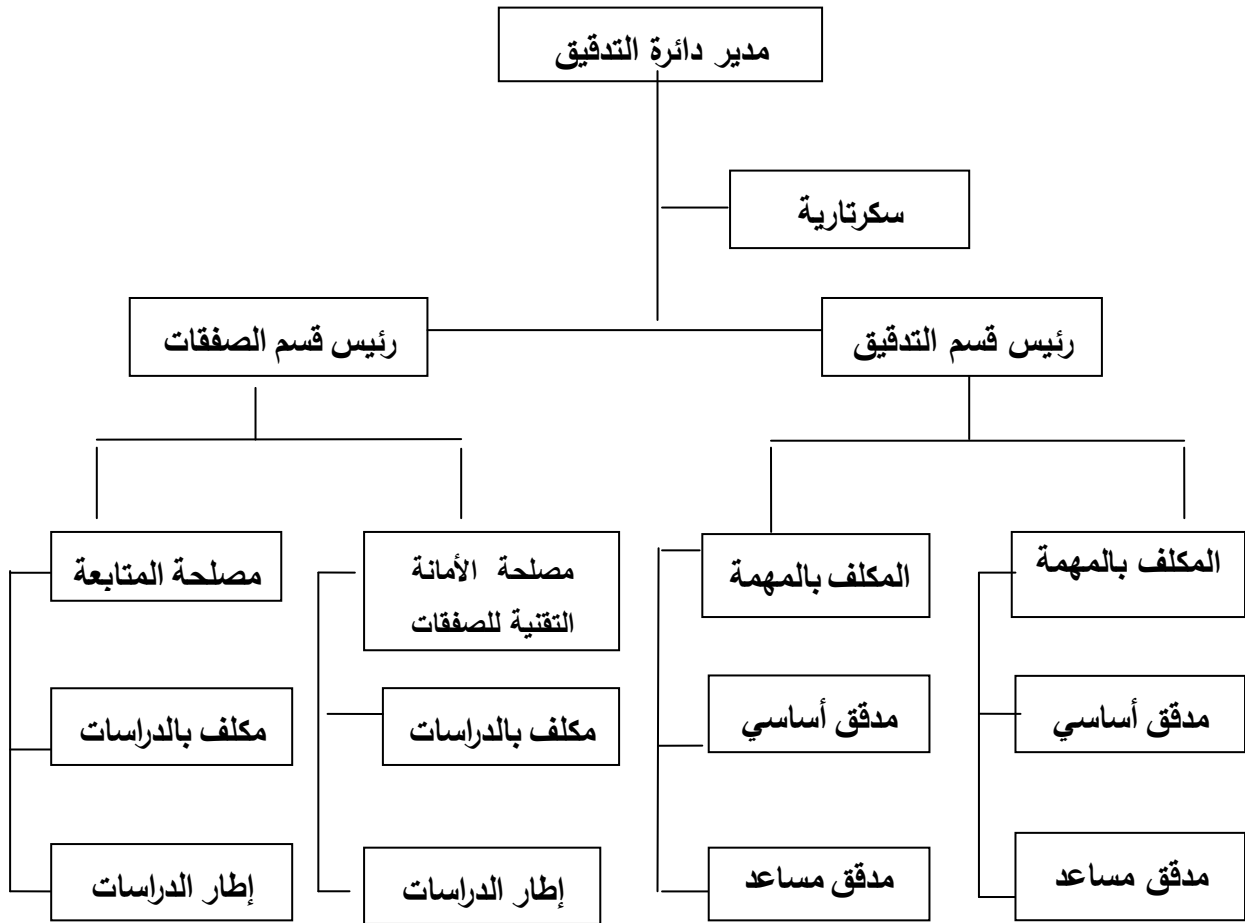 مدير دائرة التدقيق
سكرتارية
رئيس قسم التدقيق
رئيس قسم الصفقات
المكلف بالمهمة
المكلف بالمهمة
مصلحة الأمانة
التقنية للصفقات
مصلحة المتابعة
مدقق أساسي
مدقق أساسي
مكلف بالدراسات
مكلف بالدراسات
مدقق مساعد
مدقق مساعد
إطار الدراسات
إطار الدراسات